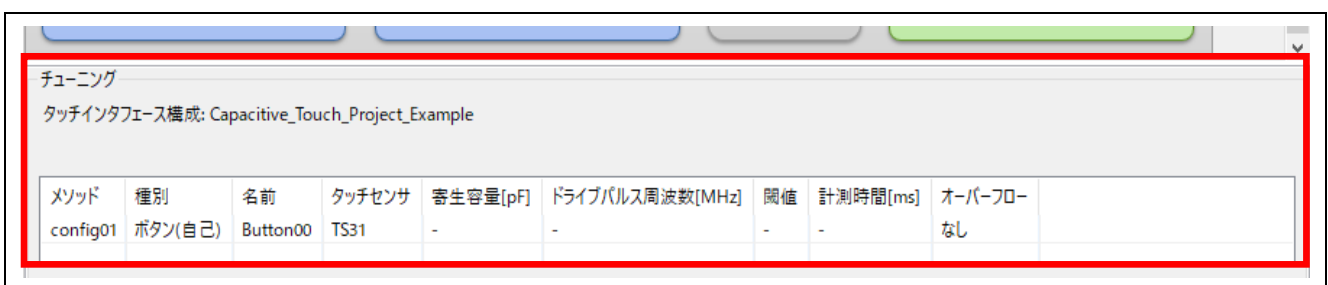 チューニング
タッチインタフェース構成: Capacitive_Touch_Project_Example
メソッド 種別 名前 タッチセンサ 寄生容量[pF] ドライブパルス周波数[MHz] 閾値 計測時間[ms] オーバーフロー
config01 ボタン(自己) Button00 TS31 - - - - なし